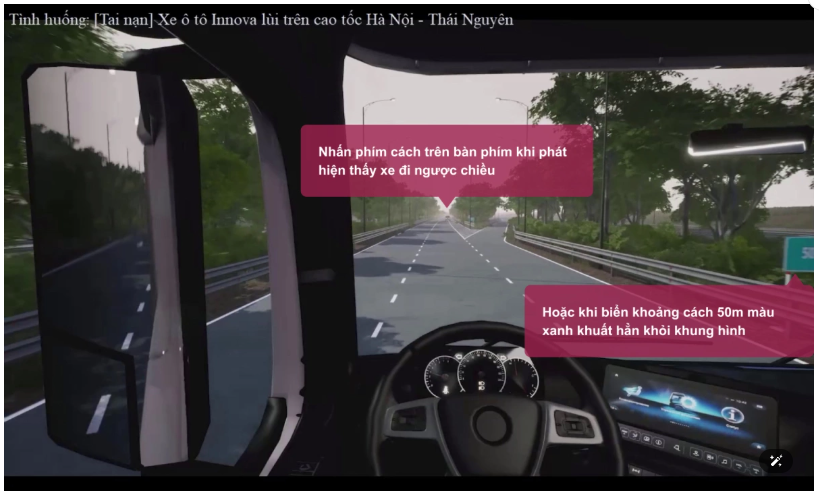 Tình huống: [Tai nạn] Xe ô tô Innova lùi trên cao tốc Hà Nội - Thái Nguyên
Nhấn phím cách trên bàn phím khi phát
hiện thấy xe đi ngược chiều
50
Hoặc khi biển khoảng cách 50m màu
xanh khuất hẳn khỏi khung hình